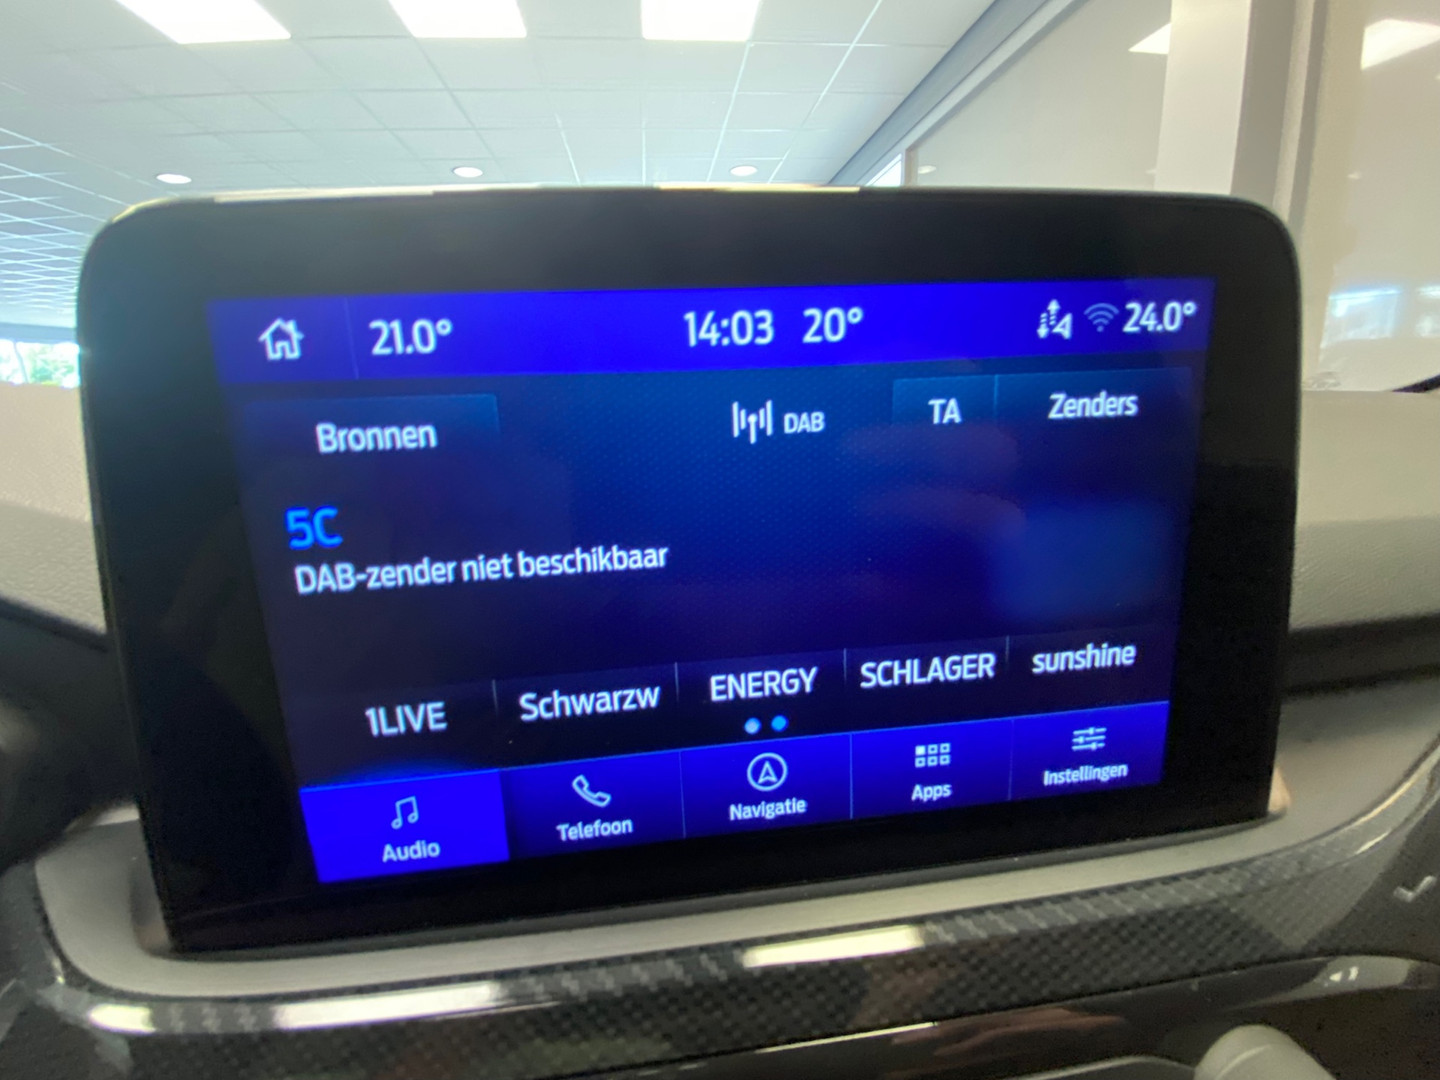 21.0° 14:03 20° 24.0°
Bronnen DAB TA Zenders
5C
DAB-zender niet beschikbaar
1LIVE Schwarzw ENERGY SCHLAGER sunshine
Audio Telefoon Navigatie Apps Instellingen